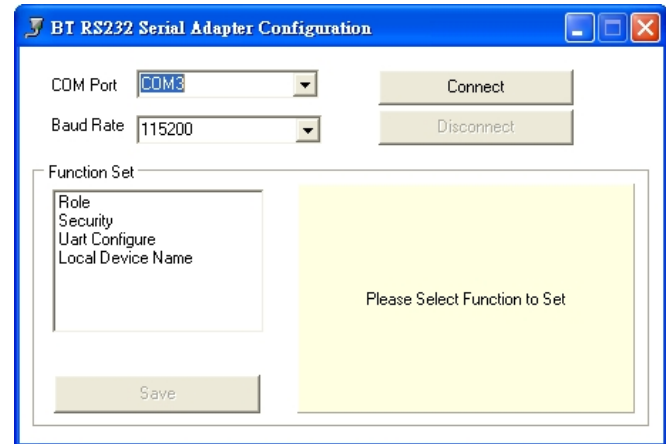 BT RS232 Serial Adapter Configuration
COM Port COM3 Connect
Baud Rate 115200 Disconnect
Function Set
Role
Security
Uart Configure
Local Device Name
Please Select Function to Set
Save